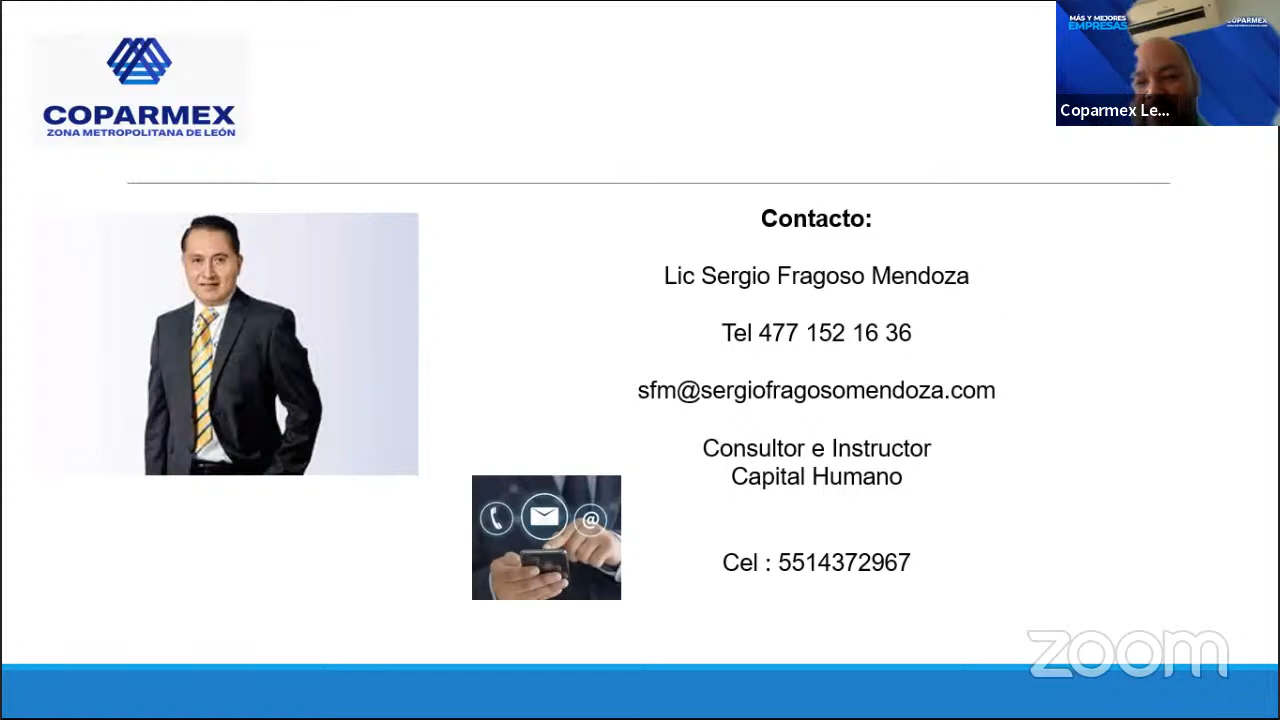 COPARMEX
ZONA METROPOLITANA DE LEÓN
MÁS Y MEJORES
EMPRESAS
COPARMEX
Coparmex Le...
Contacto:
Lic Sergio Fragoso Mendoza
Tel 477 152 16 36
sfm@sergiofragosomendoza.com
Consultor e Instructor
Capital Humano
@
Cel : 5514372967
zoom